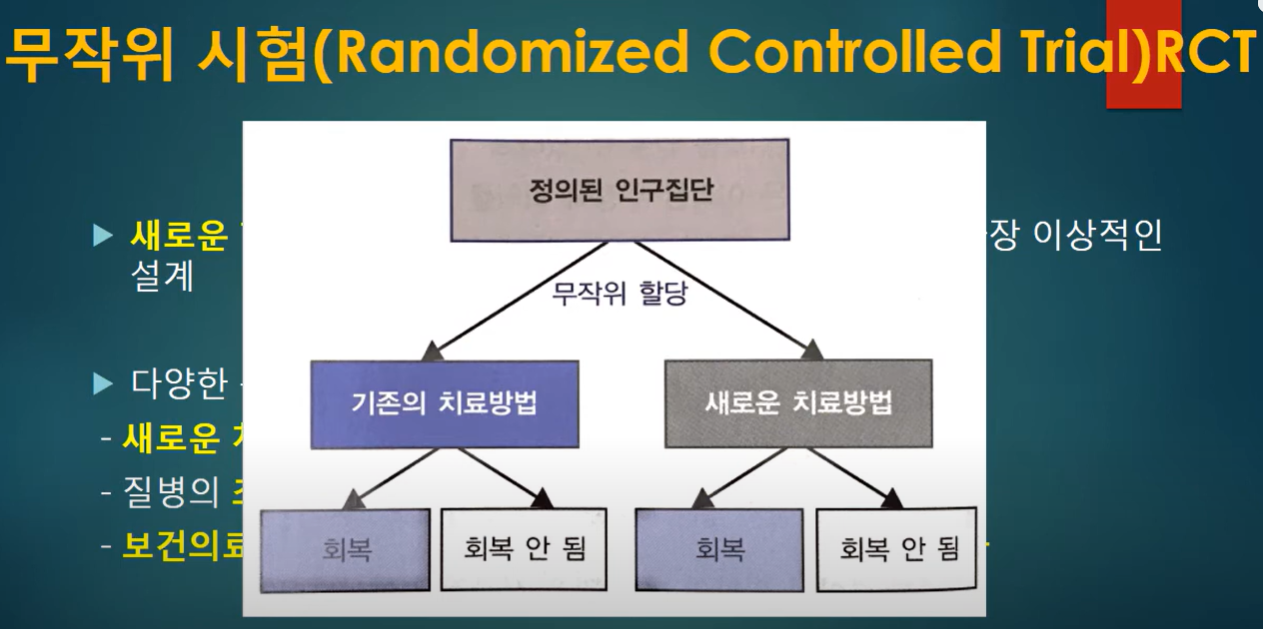 무작위 시험(Randomized Controlled Trial)RCT
정의된 인구집단
무작위 할당
기존의 치료방법 새로운 치료방법
회복 회복 안 됨 회복 회복 안 됨
▶ 새로운
장 이상적인
설계
▶ 다양한
- 새로운
- 질병의
- 보건의료